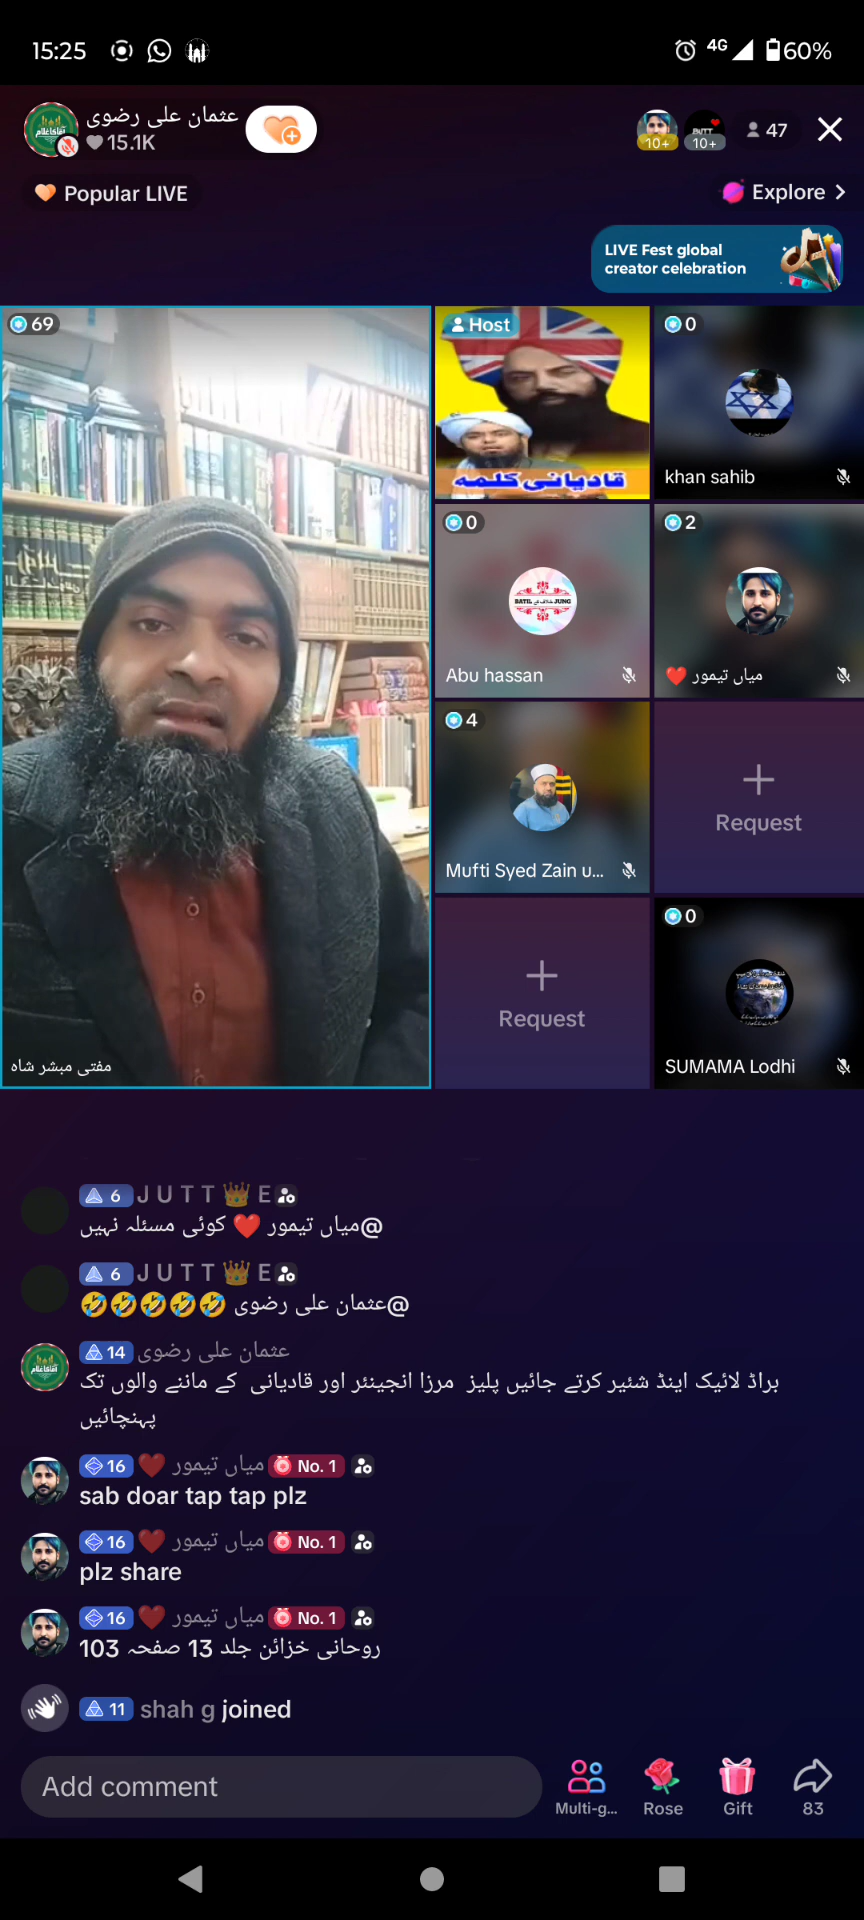 15:25
4G
60%
عثمان علی رضوی
15.1K
10+
10+
47
Popular LIVE
Explore
LIVE Fest global
creator celebration
69
Host
قادیانی کلمہ
0
khan sahib
0
BATIL کے خلاف JUNG
Abu hassan
2
میاں تیمور ❤️
4
Mufti Syed Zain u...
Request
Request
0
SUMAMA Lodhi
مفتی مبشر شاہ
6 J U T T 👑 E
@میاں تیمور ❤️ کوئی مسئلہ نہیں
6 J U T T 👑 E
@عثمان علی رضوی 🤣🤣🤣🤣🤣
14 عثمان علی رضوی
براڈ لائیک اینڈ شئیر کرتے جائیں پلیز مرزا انجینئر اور قادیانی کے ماننے والوں تک
پہنچائیں
16 میاں تیمور ❤️ No. 1
sab doar tap tap plz
16 میاں تیمور ❤️ No. 1
plz share
16 میاں تیمور ❤️ No. 1
روحانی خزائن جلد 13 صفحہ 103
11 shah g joined
Add comment
Multi-g...
Rose
Gift
83